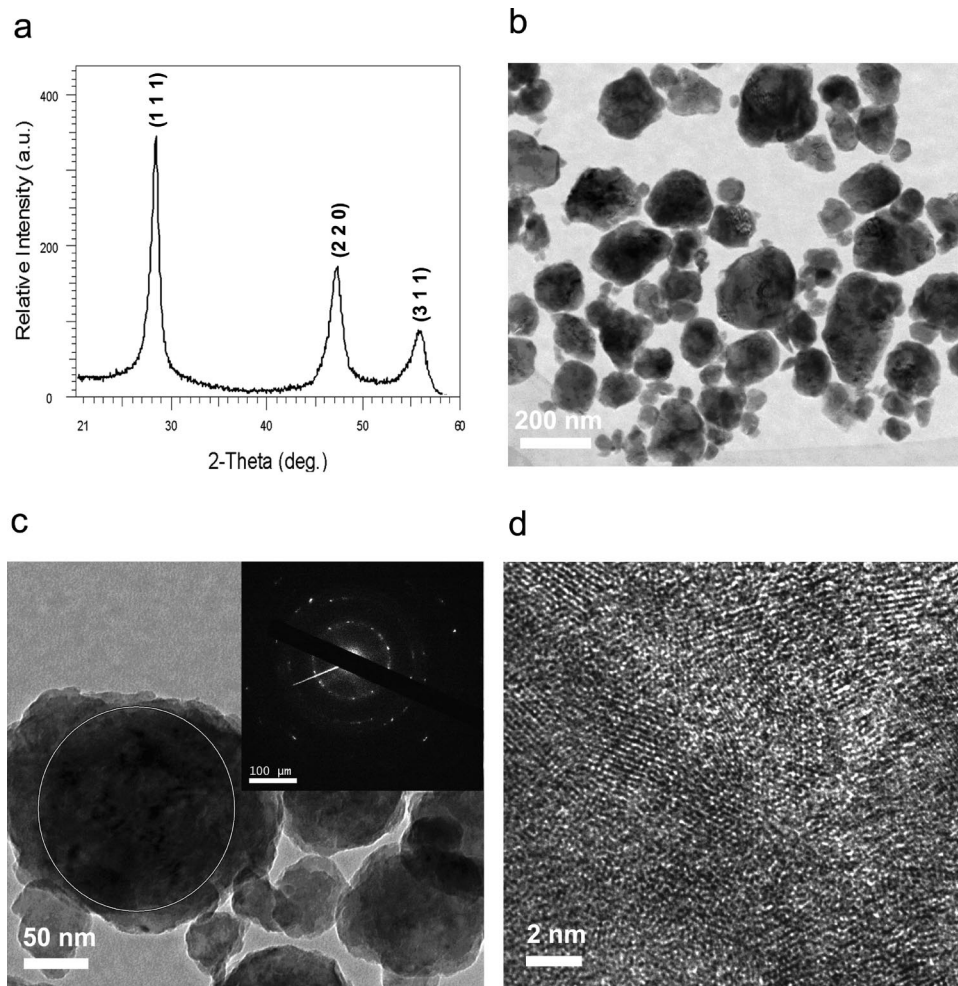 a
(1 1 1)
(2 2 0)
(3 1 1)
400
200
0
Relative Intensity (a.u.)
21
30
40
50
60
2-Theta (deg.)
b
200 nm
c
100 μm
50 nm
d
2 nm